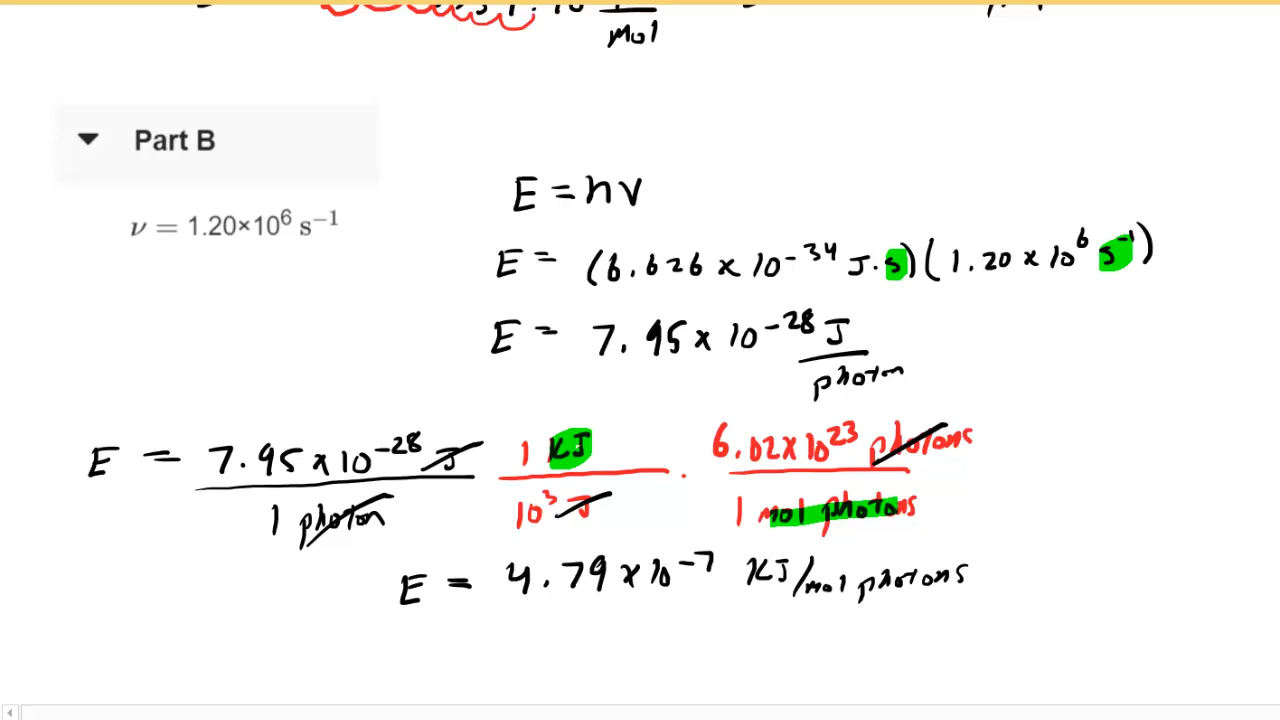 mol
Part B
E = hν
ν = 1.20×10⁶ s⁻¹
E = (6.626 x 10⁻³⁴ J·s)(1.20 x 10⁶ s⁻¹)
E = 7.95 x 10⁻²⁸ J
photon
E = 7.95 x 10⁻²⁸ J 1 KJ · 6.02 x 10²³ photons
1 photon 10³ J 1 mol photons
E = 4.79 x 10⁻⁷ KJ/mol photons